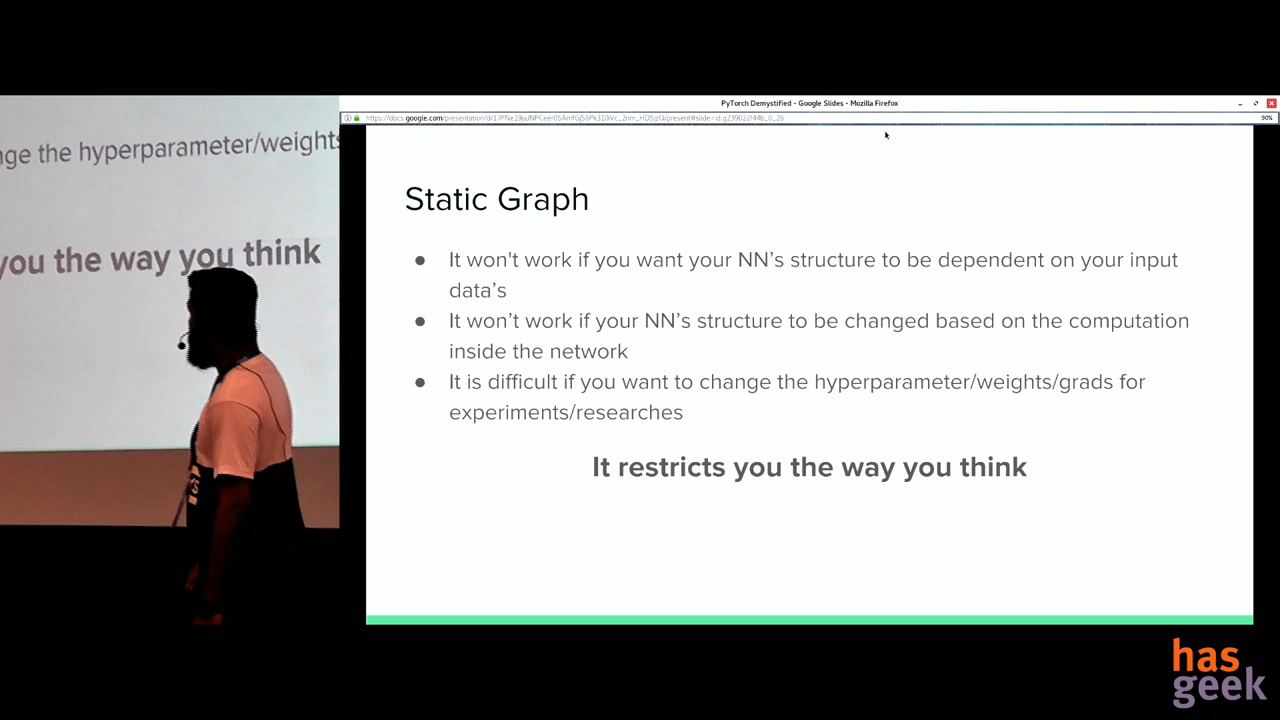 PyTorch Demystified - Google Slides - Mozilla Firefox
90%
nge the hyperparameter/weights
you the way you think
Static Graph
● It won't work if you want your NN's structure to be dependent on your input
data's
● It won't work if your NN's structure to be changed based on the computation
inside the network
● It is difficult if you want to change the hyperparameter/weights/grads for
experiments/researches
It restricts you the way you think
has
geek